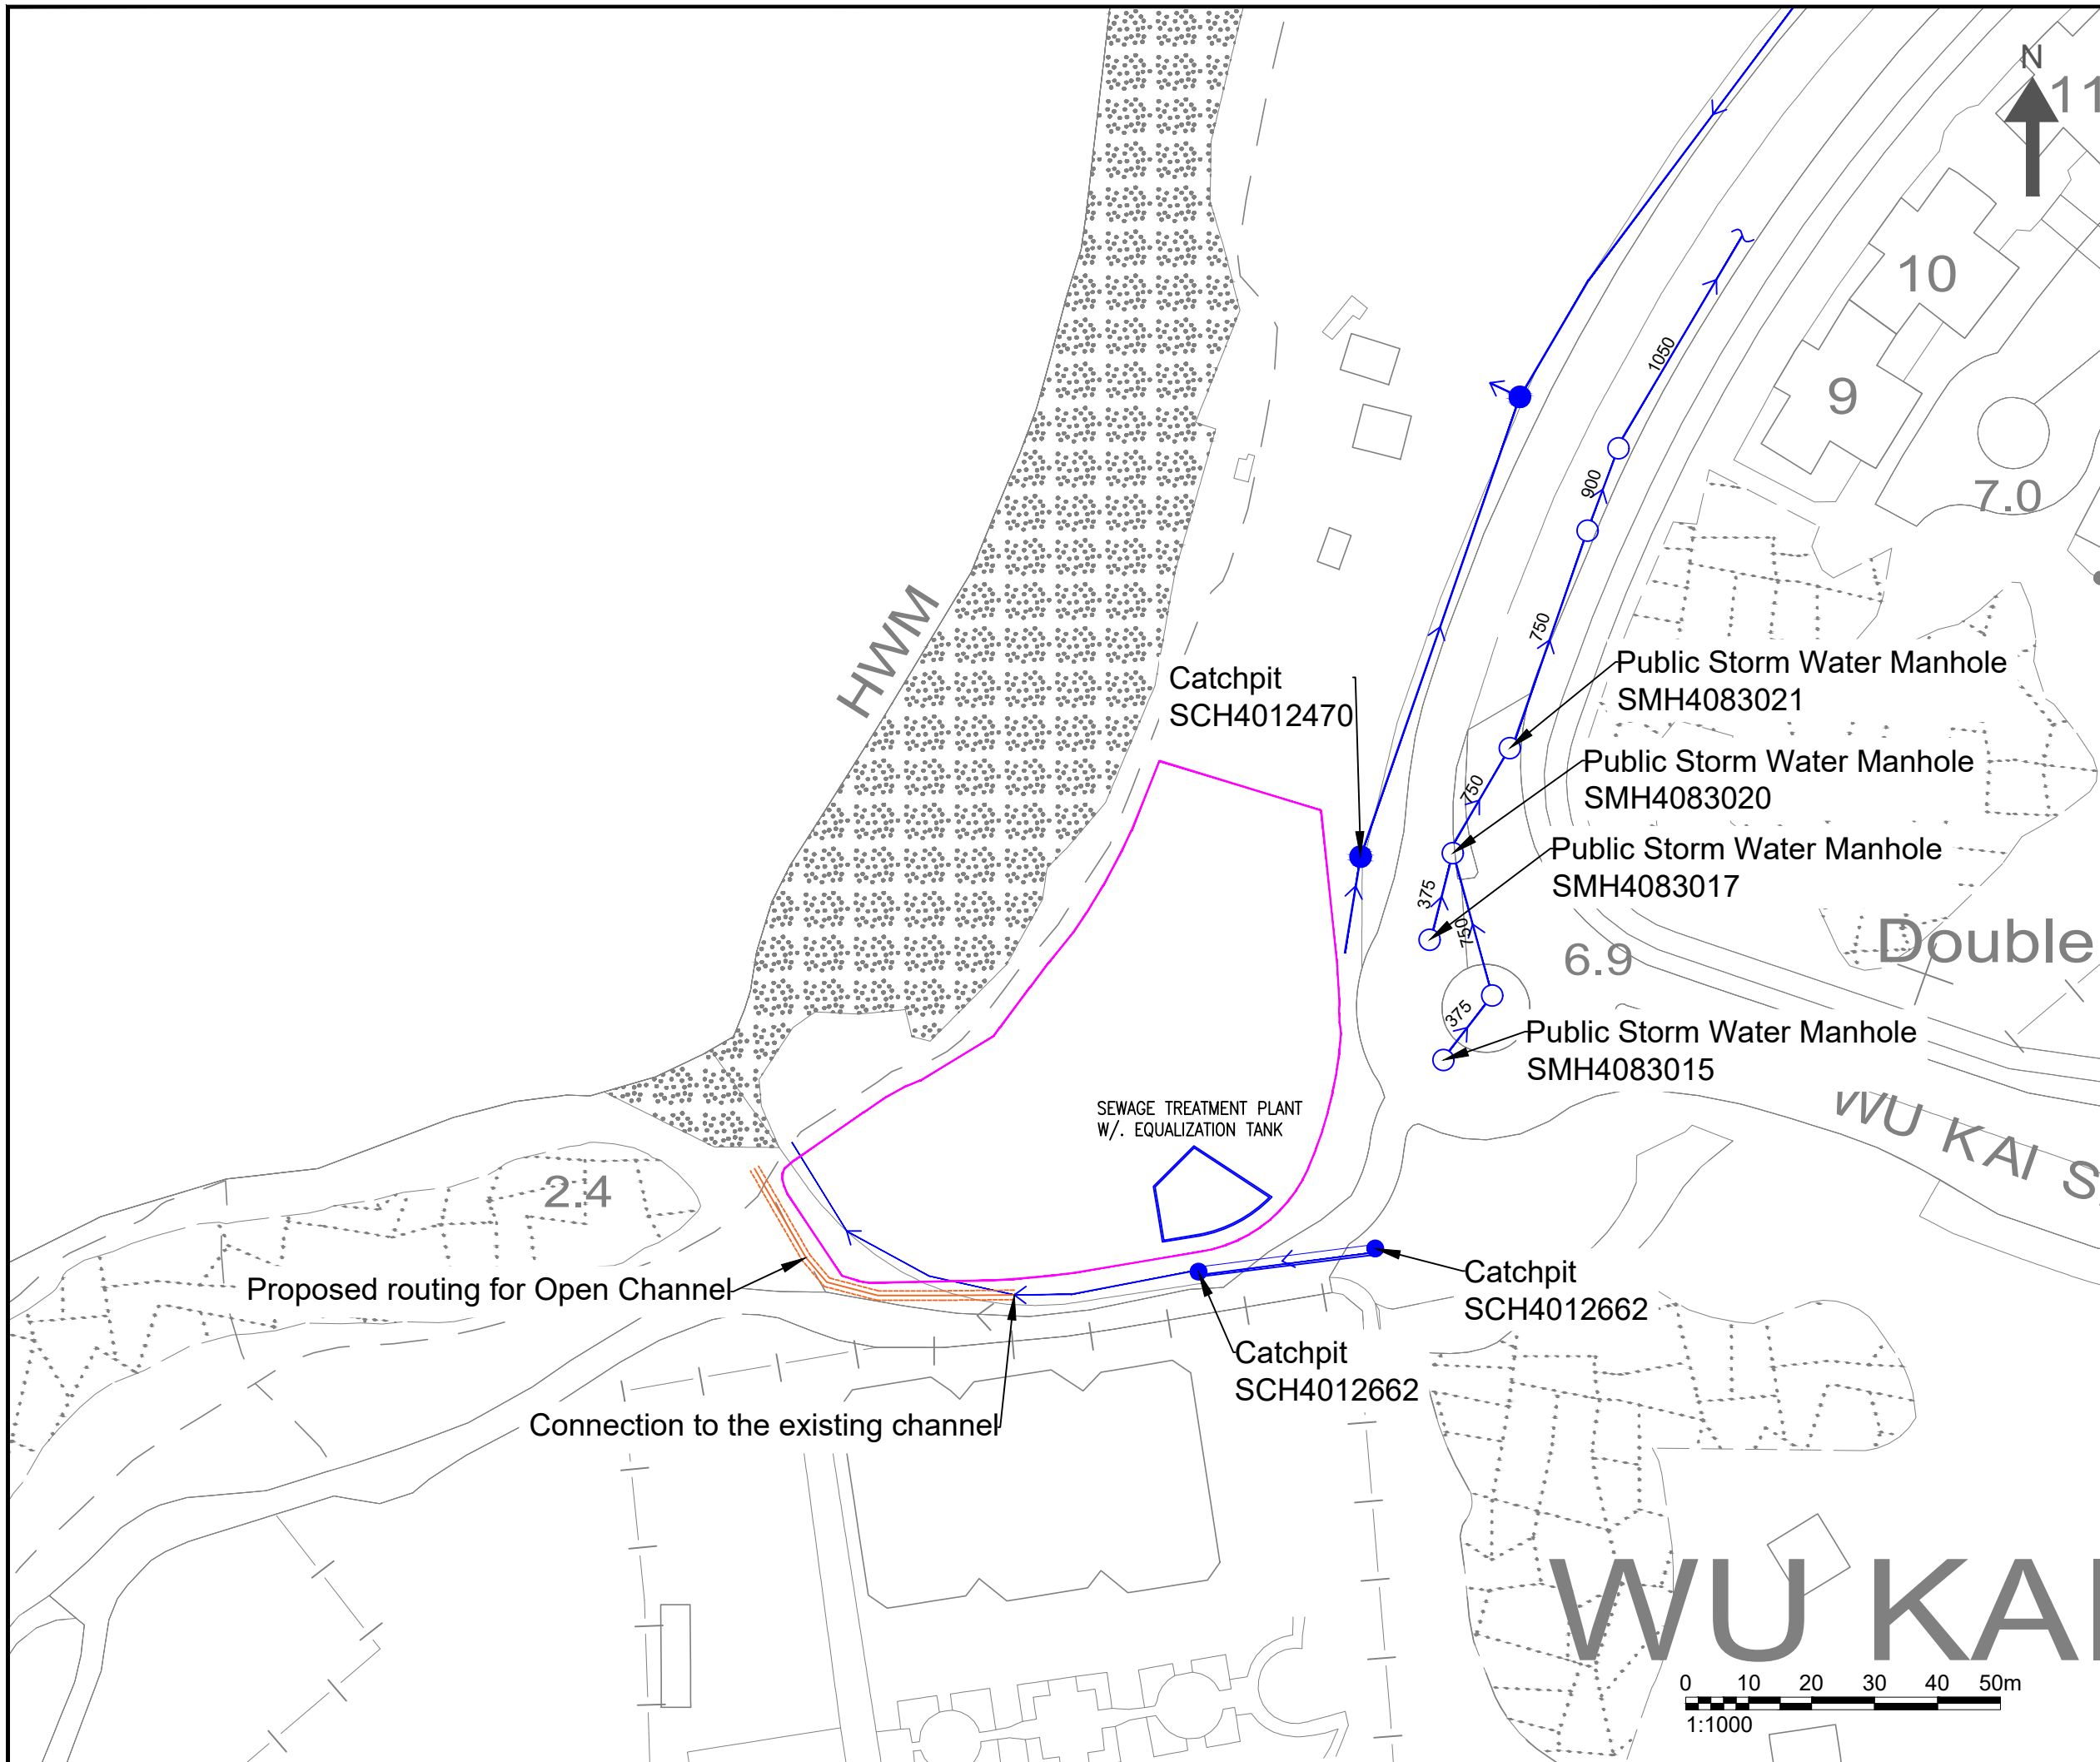 N
11
10
1050
9
900
7.0
HWM
750
Public Storm Water Manhole
SMH4083021
Catchpit
SCH4012470
Public Storm Water Manhole
SMH4083020
750
Public Storm Water Manhole
SMH4083017
375
750
Double
6.9
375
Public Storm Water Manhole
SMH4083015
SEWAGE TREATMENT PLANT
W/. EQUALIZATION TANK
WU KAI S
2.4
Proposed routing for Open Channel
Catchpit
SCH4012662
Catchpit
SCH4012662
Connection to the existing channel
WU KAI
0 10 20 30 40 50m
1:1000